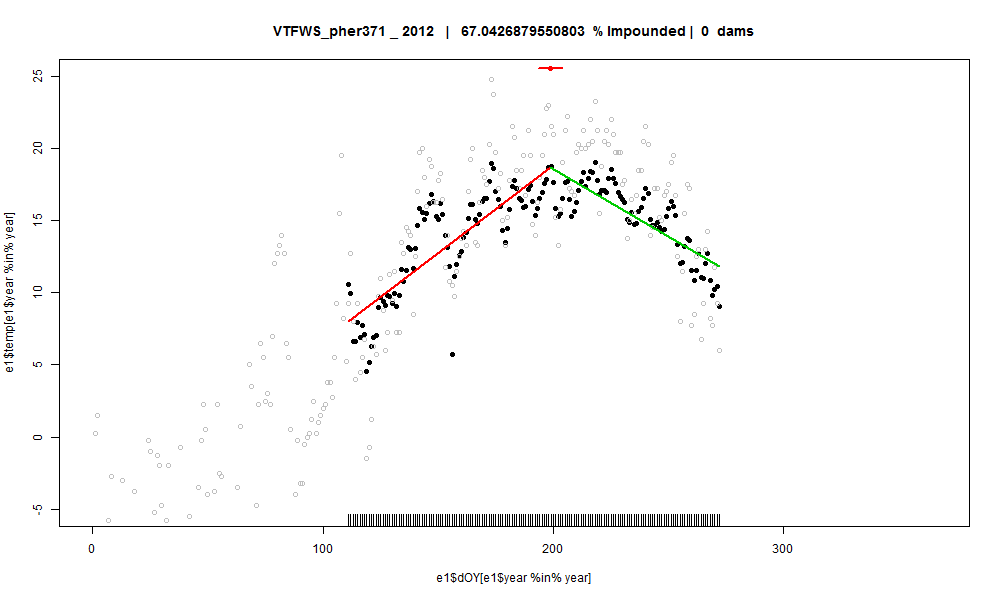 VTFWS_pher371 _ 2012 | 67.0426879550803 % Impounded | 0 dams
e1$temp[e1$year %in% year]
25
20
15
10
5
0
-5
0 100 200 300
e1$dOY[e1$year %in% year]